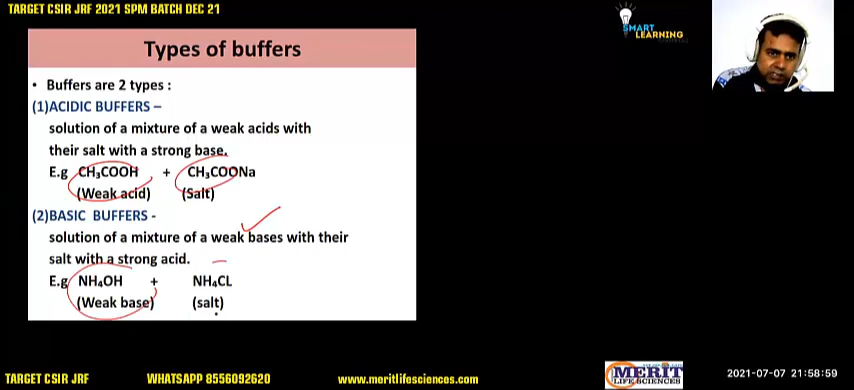 TARGET CSIR JRF 2021 SPM BATCH DEC 21
SMART
LEARNING
Types of buffers
• Buffers are 2 types :
(1)ACIDIC BUFFERS –
solution of a mixture of a weak acids with
their salt with a strong base.
E.g CH₃COOH + CH₃COONa
(Weak acid) (Salt)
(2)BASIC BUFFERS -
solution of a mixture of a weak bases with their
salt with a strong acid.
E.g NH₄OH + NH₄CL
(Weak base) (salt)
TARGET CSIR JRF WHATSAPP 8556092620 www.meritlifesciences.com
MERIT
LIFE SCIENCES
2021-07-07 21:58:59